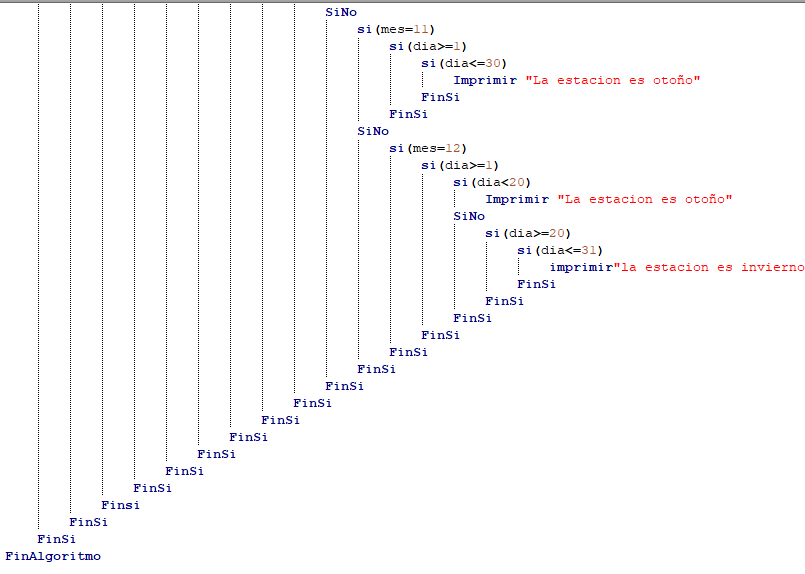 SiNo
si(mes=11)
si(dia>=1)
si(dia<=30)
Imprimir "La estacion es otoño"
FinSi
FinSi
SiNo
si(mes=12)
si(dia>=1)
si(dia<20)
Imprimir "La estacion es otoño"
SiNo
si(dia>=20)
si(dia<=31)
imprimir"la estacion es invierno
FinSi
FinSi
FinSi
FinSi
FinSi
FinSi
FinSi
FinSi
FinSi
FinSi
FinSi
FinSi
FinSi
Finsi
FinSi
FinSi
FinAlgoritmo